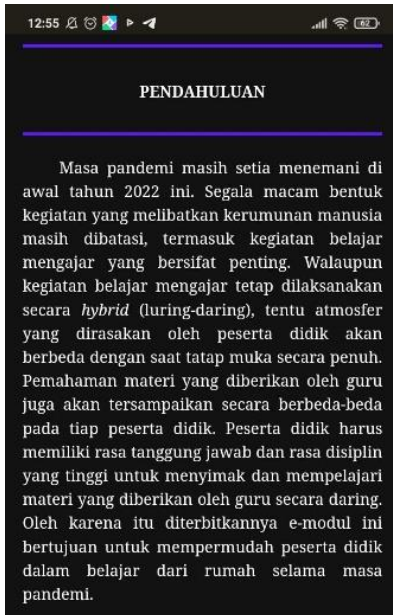 12:55
62
PENDAHULUAN
Masa pandemi masih setia menemani di
awal tahun 2022 ini. Segala macam bentuk
kegiatan yang melibatkan kerumunan manusia
masih dibatasi, termasuk kegiatan belajar
mengajar yang bersifat penting. Walaupun
kegiatan belajar mengajar tetap dilaksanakan
secara hybrid (luring-daring), tentu atmosfer
yang dirasakan oleh peserta didik akan
berbeda dengan saat tatap muka secara penuh.
Pemahaman materi yang diberikan oleh guru
juga akan tersampaikan secara berbeda-beda
pada tiap peserta didik. Peserta didik harus
memiliki rasa tanggung jawab dan rasa disiplin
yang tinggi untuk menyimak dan mempelajari
materi yang diberikan oleh guru secara daring.
Oleh karena itu diterbitkannya e-modul ini
bertujuan untuk mempermudah peserta didik
dalam belajar dari rumah selama masa
pandemi.